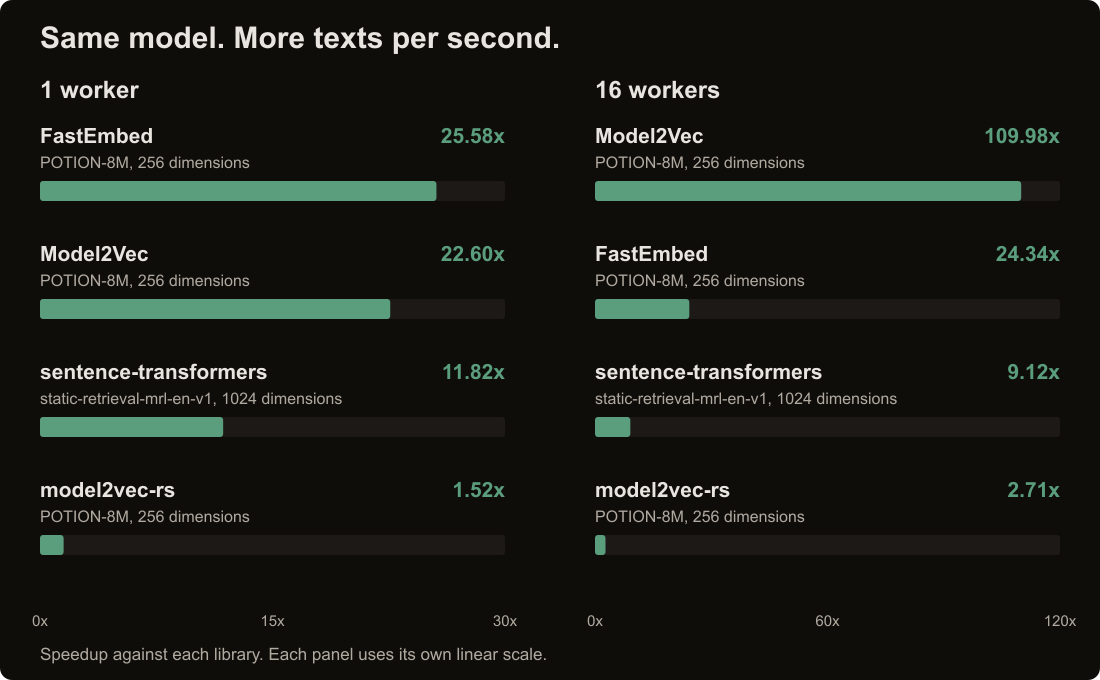 Same model. More texts per second.
1 worker
FastEmbed 25.58x
POTION-8M, 256 dimensions
Model2Vec 22.60x
POTION-8M, 256 dimensions
sentence-transformers 11.82x
static-retrieval-mrl-en-v1, 1024 dimensions
model2vec-rs 1.52x
POTION-8M, 256 dimensions
0x 15x 30x
16 workers
Model2Vec 109.98x
POTION-8M, 256 dimensions
FastEmbed 24.34x
POTION-8M, 256 dimensions
sentence-transformers 9.12x
static-retrieval-mrl-en-v1, 1024 dimensions
model2vec-rs 2.71x
POTION-8M, 256 dimensions
0x 60x 120x
Speedup against each library. Each panel uses its own linear scale.